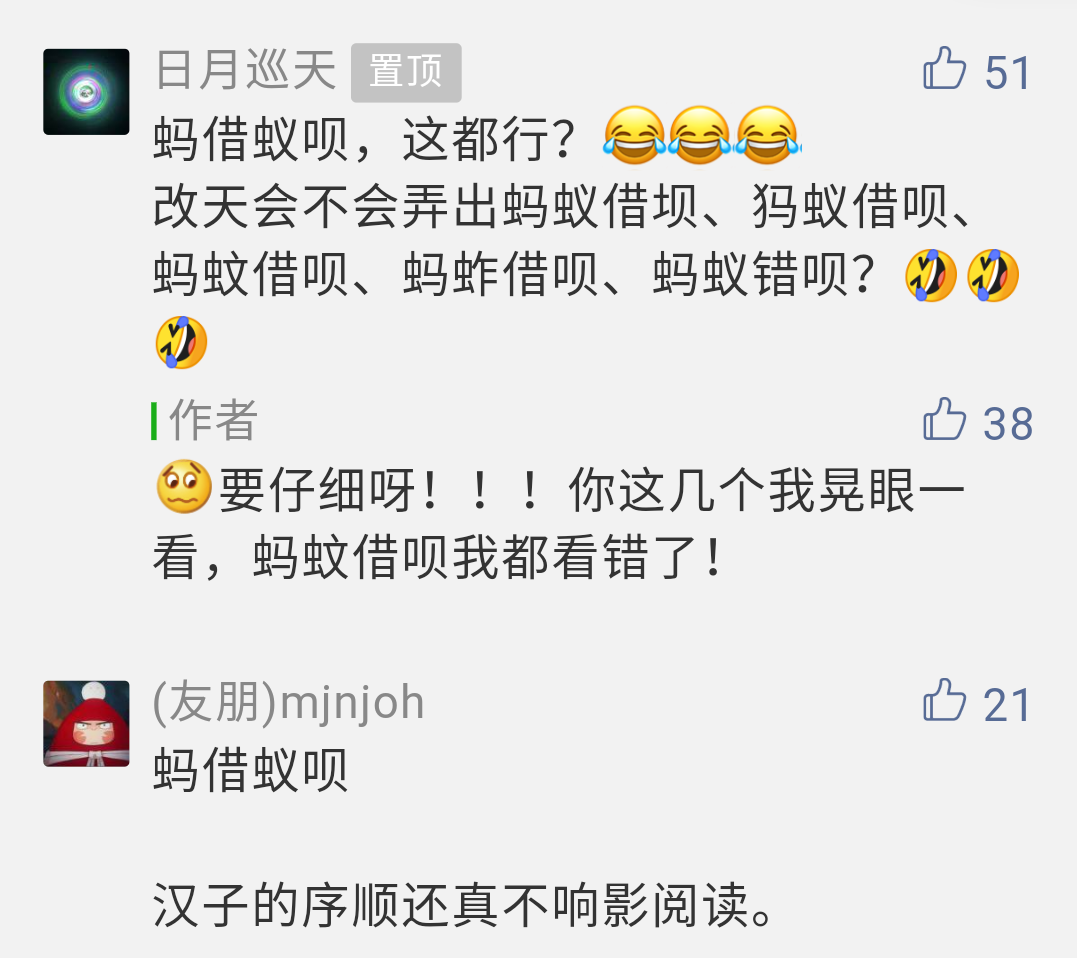 日月巡天 置顶 51
蚂借蚁呗，这都行？😂😂😂
改天会不会弄出蚂蚁借坝、犸蚁借呗、
蚂蚊借呗、蚂蚱借呗、蚂蚁错呗？🤣🤣
🤣
作者 38
🥴要仔细呀！！！你这几个我晃眼一
看，蚂蚊借呗我都看错了！
(友朋)mjnjoh 21
蚂借蚁呗
汉子的序顺还真不响影阅读。